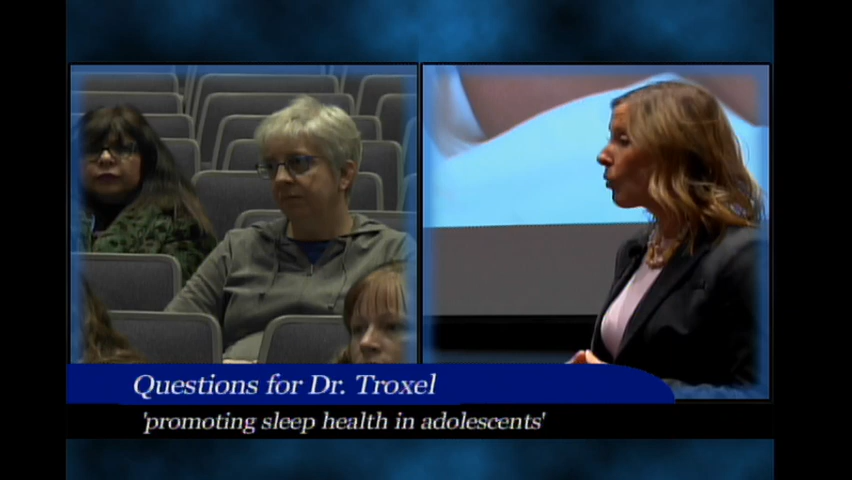 Questions for Dr. Troxel
'promoting sleep health in adolescents'